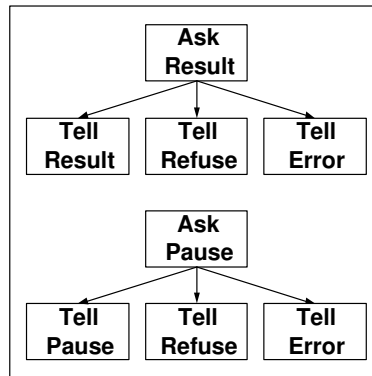 Ask
Result
Tell
Result
Tell
Refuse
Tell
Error
Ask
Pause
Tell
Pause
Tell
Refuse
Tell
Error